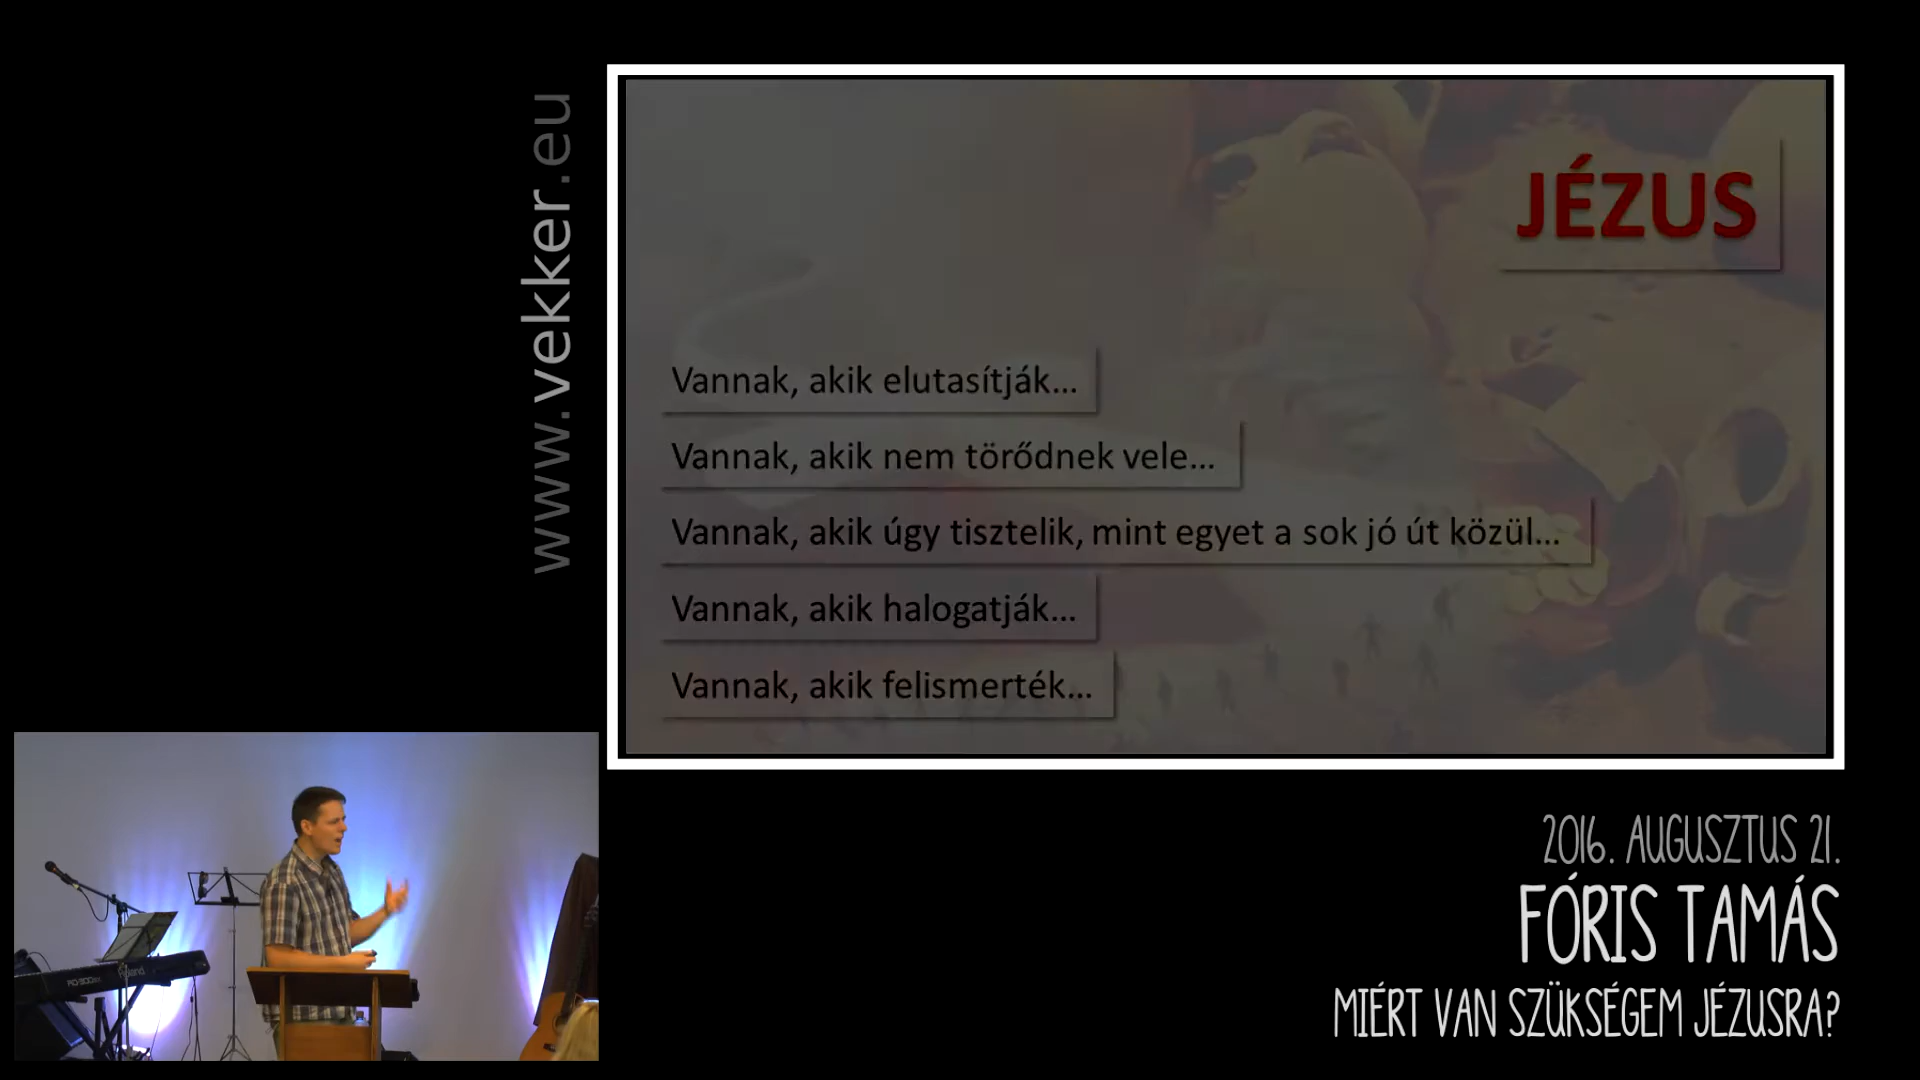 www.vekker.eu
JÉZUS
Vannak, akik elutasítják...
Vannak, akik nem törődnek vele...
Vannak, akik úgy tisztelik, mint egyet a sok jó út közül...
Vannak, akik halogatják...
Vannak, akik felismerték...
2016. AUGUSZTUS 21.
FÓRIS TAMÁS
MIÉRT VAN SZÜKSÉGEM JÉZUSRA?
Roland